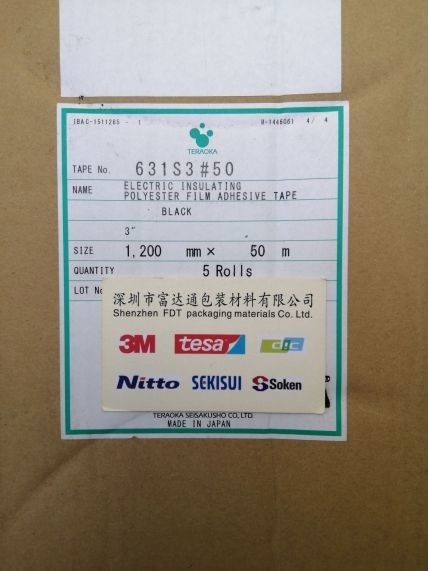 IBAC-1511285 - 1
M-1446061 4/ 4
TERAOKA
TAPE No. 631S3#50
NAME ELECTRIC INSULATING
POLYESTER FILM ADHESIVE TAPE
BLACK
3"
SIZE 1,200 mm × 50 m
QUANTITY 5 Rolls
LOT No
深圳市富达通包装材料有限公司
Shenzhen FDT packaging materials Co. Ltd.
3M tesa dic
Nitto SEKISUI Soken
TERAOKA SEISAKUSHO CO., LTD.
MADE IN JAPAN